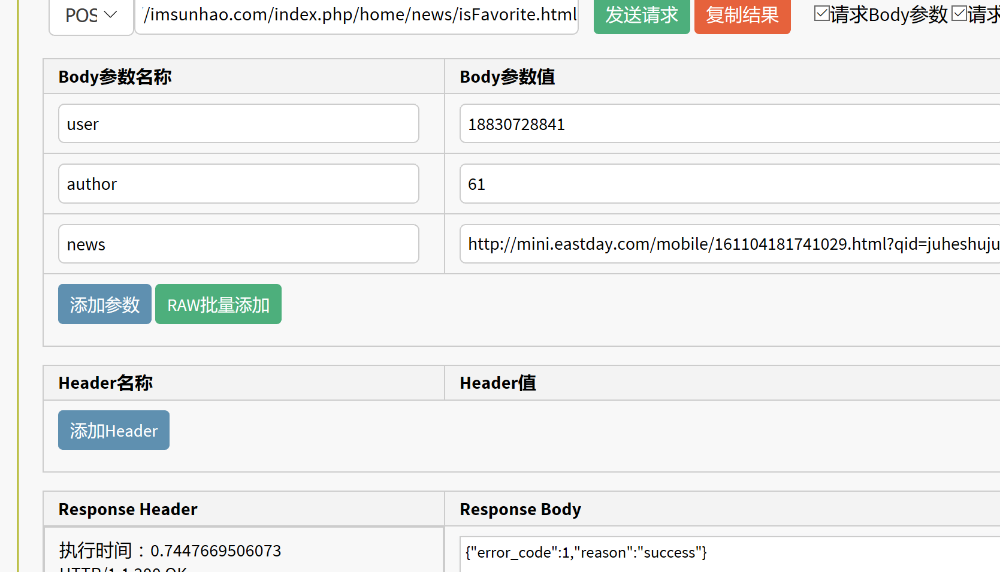 POS
/imsunhao.com/index.php/home/news/isFavorite.html
发送请求
复制结果
请求Body参数
请求
Body参数名称
Body参数值
user
18830728841
author
61
news
http://mini.eastday.com/mobile/161104181741029.html?qid=juheshuju
添加参数
RAW批量添加
Header名称
Header值
添加Header
Response Header
Response Body
执行时间：0.7447669506073
{"error_code":1,"reason":"success"}
HTTP/1.1 200 OK